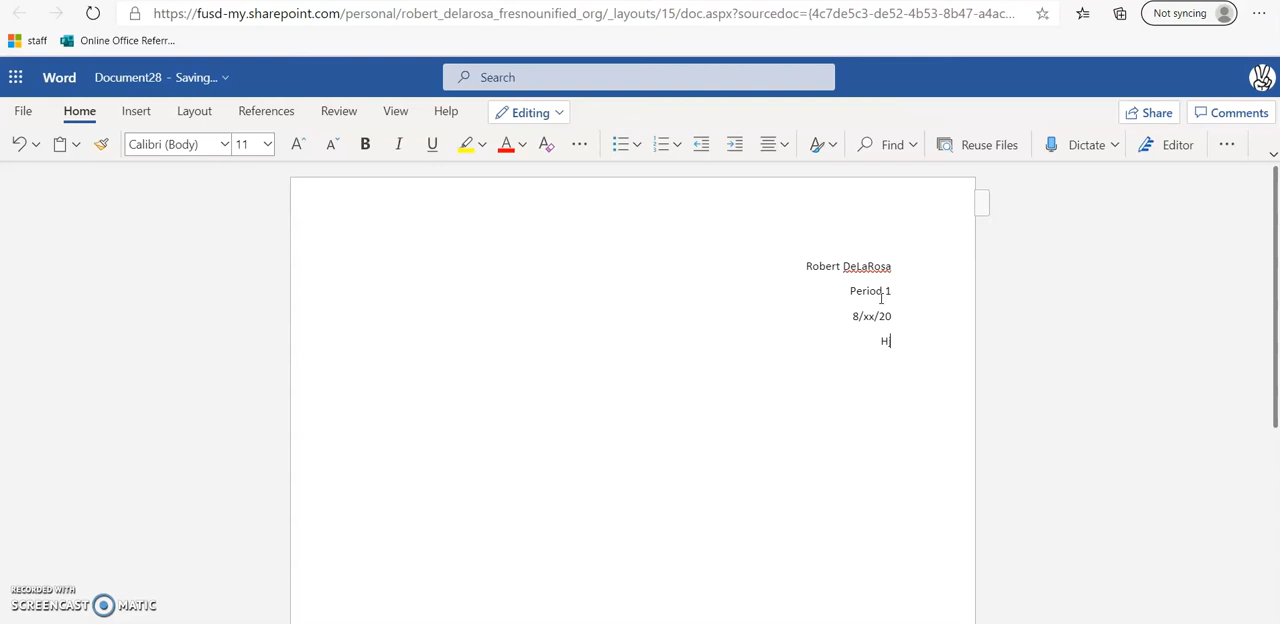 https://fusd-my.sharepoint.com/personal/robert_delarosa_fresnounified_org/_layouts/15/doc.aspx?sourcedoc={4c7de5c3-de52-4b53-8b47-a4ac...
Not syncing
staff
Online Office Referr...
Word
Document28 - Saving...
Search
File
Home
Insert
Layout
References
Review
View
Help
Editing
Share
Comments
Calibri (Body)
11
B
I
U
Find
Reuse Files
Dictate
Editor
Robert DeLaRosa
Period 1
8/xx/20
H
RECORDED WITH
SCREENCAST MATIC